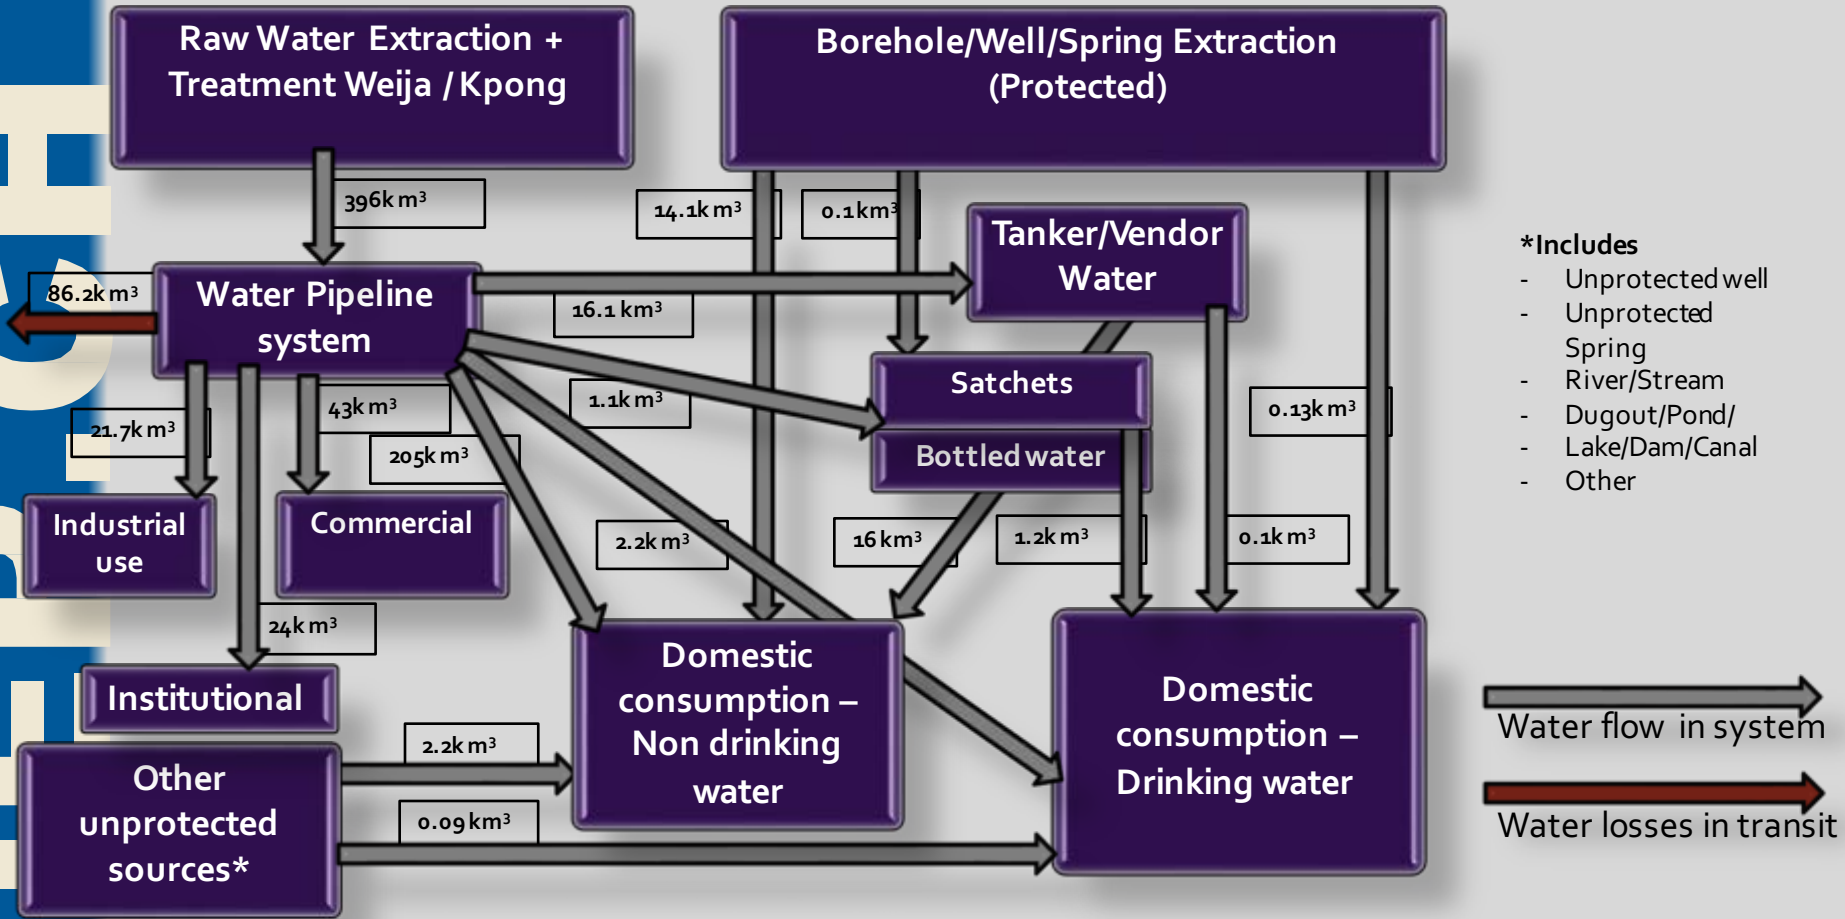 Raw Water Extraction +
Treatment Weija / Kpong
Borehole/Well/Spring Extraction
(Protected)
396k m³
14.1k m³
0.1km³
Tanker/Vendor
Water
*Includes
- Unprotected well
- Unprotected
Spring
- River/Stream
- Dugout/Pond/
- Lake/Dam/Canal
- Other
86.2k m³
Water Pipeline
system
16.1 km³
Satchets
Bottled water
1.1k m³
0.13k m³
43k m³
21.7k m³
205k m³
Industrial
use
Commercial
2.2k m³
16 km³
1.2k m³
0.1k m³
24k m³
Institutional
Domestic
consumption –
Non drinking
water
Domestic
consumption –
Drinking water
Other
unprotected
sources*
2.2k m³
0.09 km³
Water flow in system
Water losses in transit